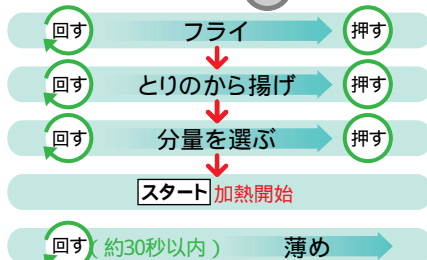 回す フライ 押す
回す とりのから揚げ 押す
回す 分量を選ぶ 押す
スタート 加熱開始
回す (約30秒以内) 薄め